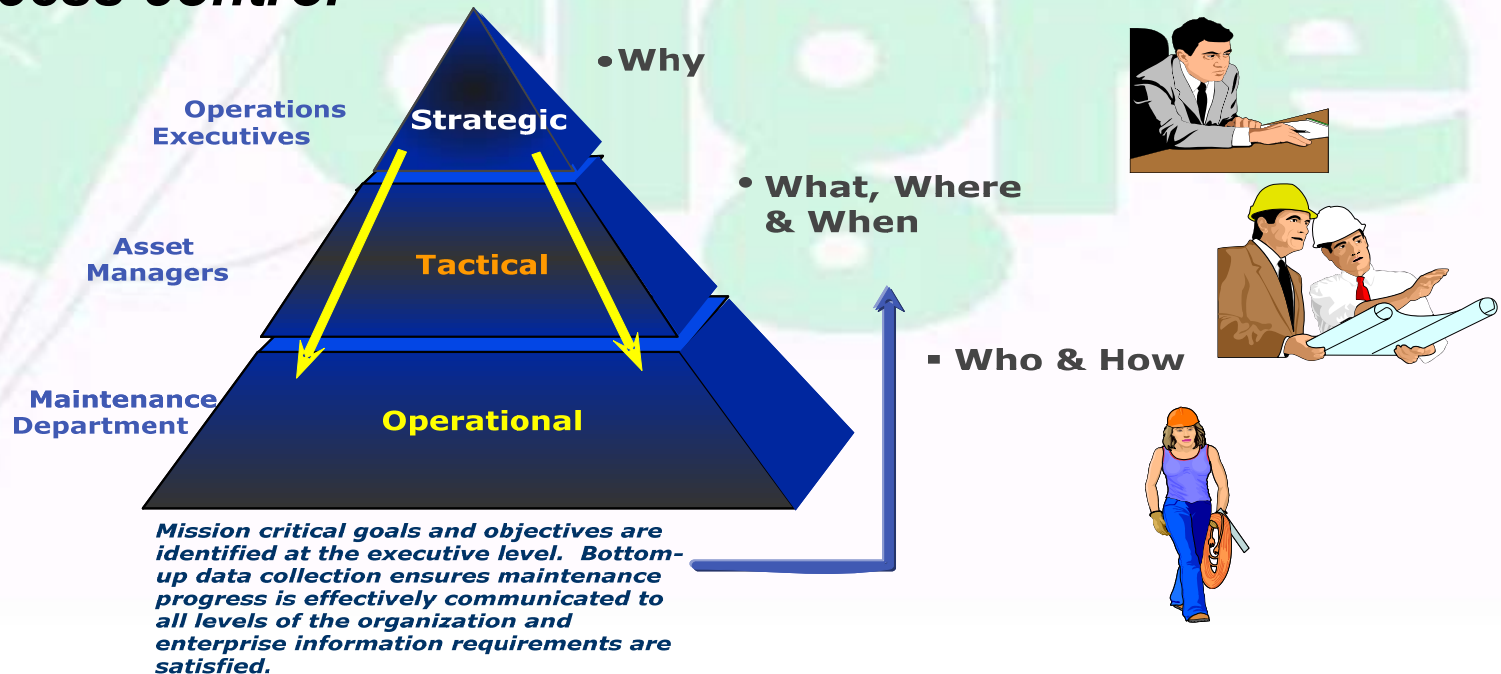 control
• Why
Operations
Executives
Strategic
• What, Where
& When
Asset
Managers
Tactical
▪ Who & How
Maintenance
Department
Operational
Mission critical goals and objectives are
identified at the executive level.  Bottom-
up data collection ensures maintenance
progress is effectively communicated to
all levels of the organization and
enterprise information requirements are
satisfied.